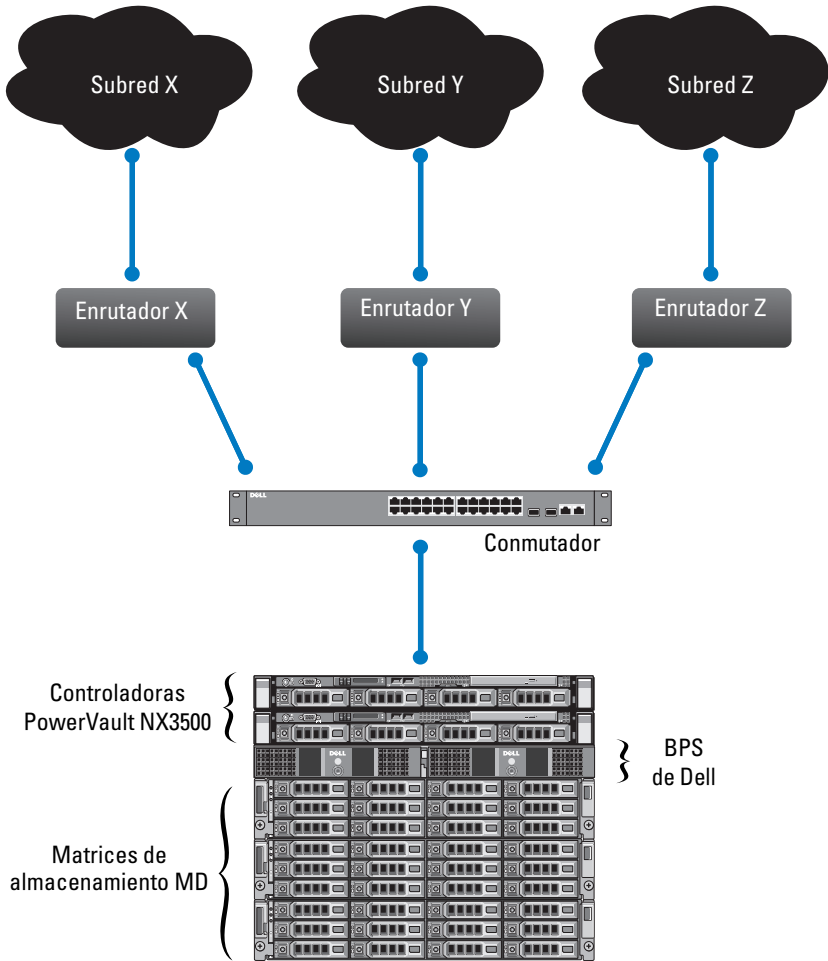 Subred X
Subred Y
Subred Z
Enrutador X
Enrutador Y
Enrutador Z
DELL
Conmutador
Controladoras
PowerVault NX3500
DELL
DELL
BPS
de Dell
Matrices de
almacenamiento MD